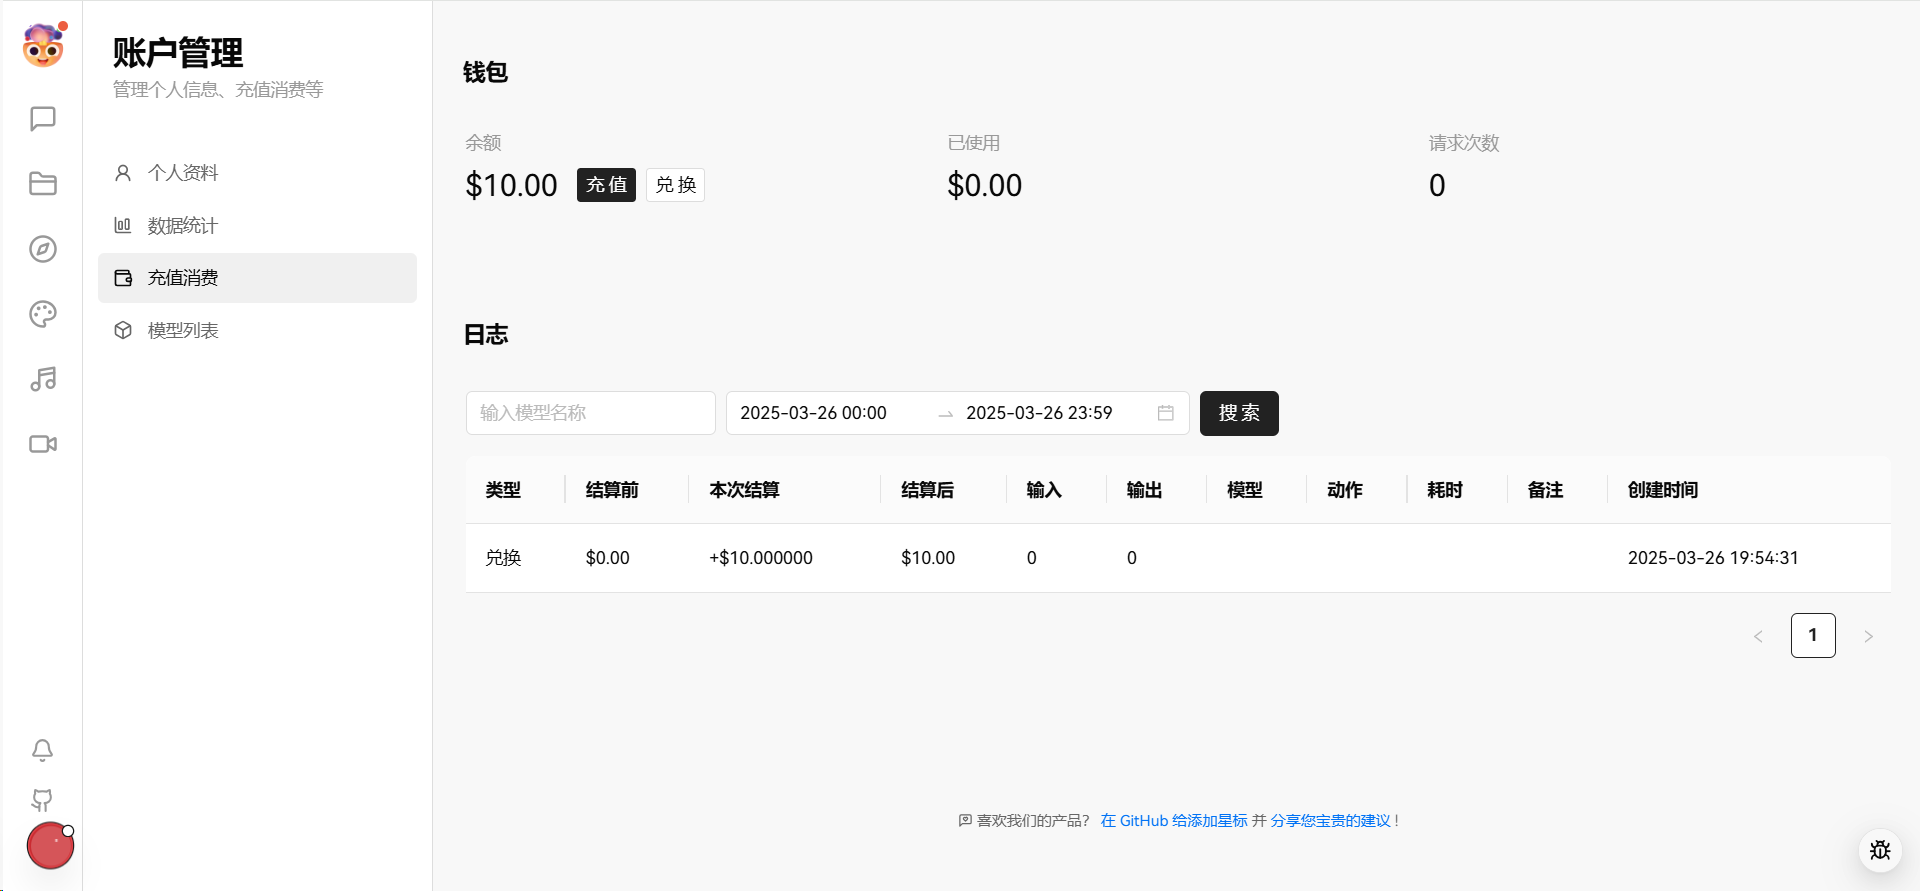 账户管理
管理个人信息、充值消费等
个人资料
数据统计
充值消费
模型列表
钱包
余额
$10.00 充值 兑换
已使用
$0.00
请求次数
0
日志
输入模型名称 2025-03-26 00:00 2025-03-26 23:59 搜索
类型 结算前 本次结算 结算后 输入 输出 模型 动作 耗时 备注 创建时间
兑换 $0.00 +$10.000000 $10.00 0 0 2025-03-26 19:54:31
1
喜欢我们的产品? 在 GitHub 给添加星标 并 分享您宝贵的建议 !